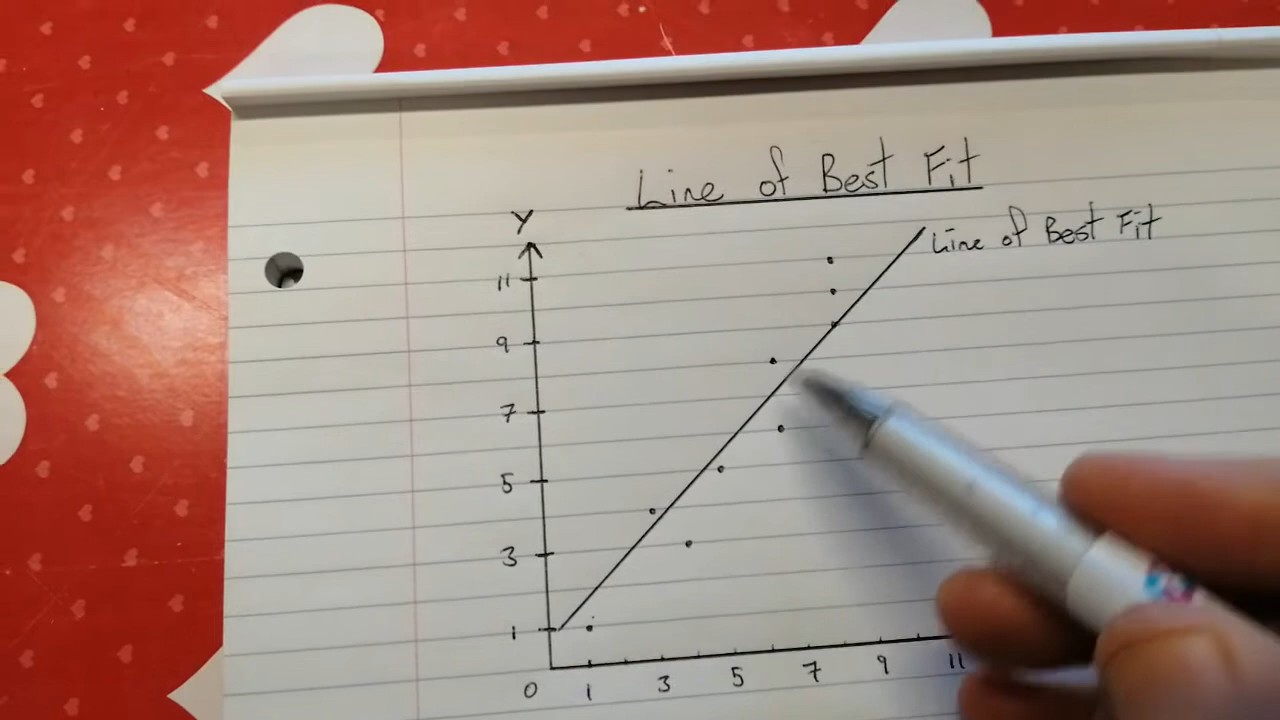 Line of Best Fit
Y
Line of Best Fit
11
9
7
5
3
1
0 1 3 5 7 9 11